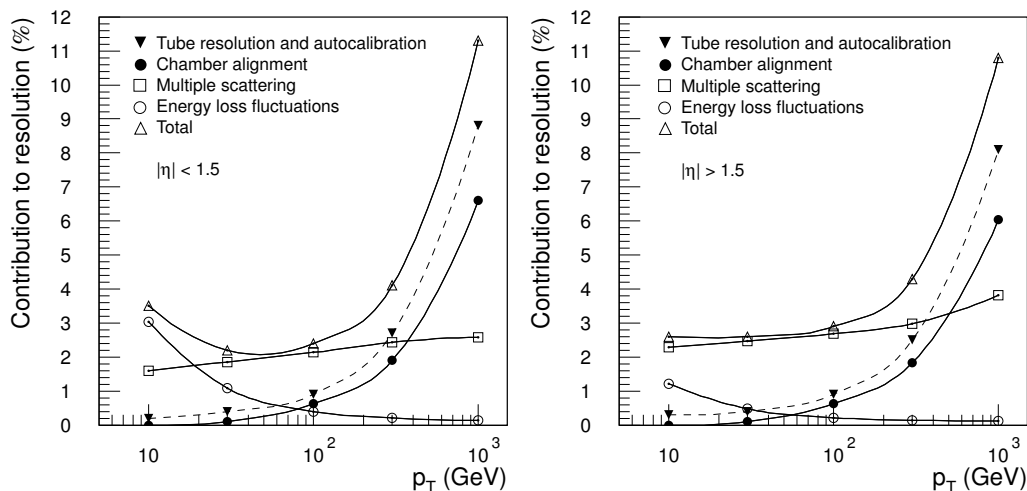 Contribution to resolution (%)
12
11
10
9
8
7
6
5
4
3
2
1
0
Tube resolution and autocalibration
Chamber alignment
Multiple scattering
Energy loss fluctuations
Total
|η| < 1.5
10
10²
10³
p_T (GeV)
Contribution to resolution (%)
12
11
10
9
8
7
6
5
4
3
2
1
0
Tube resolution and autocalibration
Chamber alignment
Multiple scattering
Energy loss fluctuations
Total
|η| > 1.5
10
10²
10³
p_T (GeV)